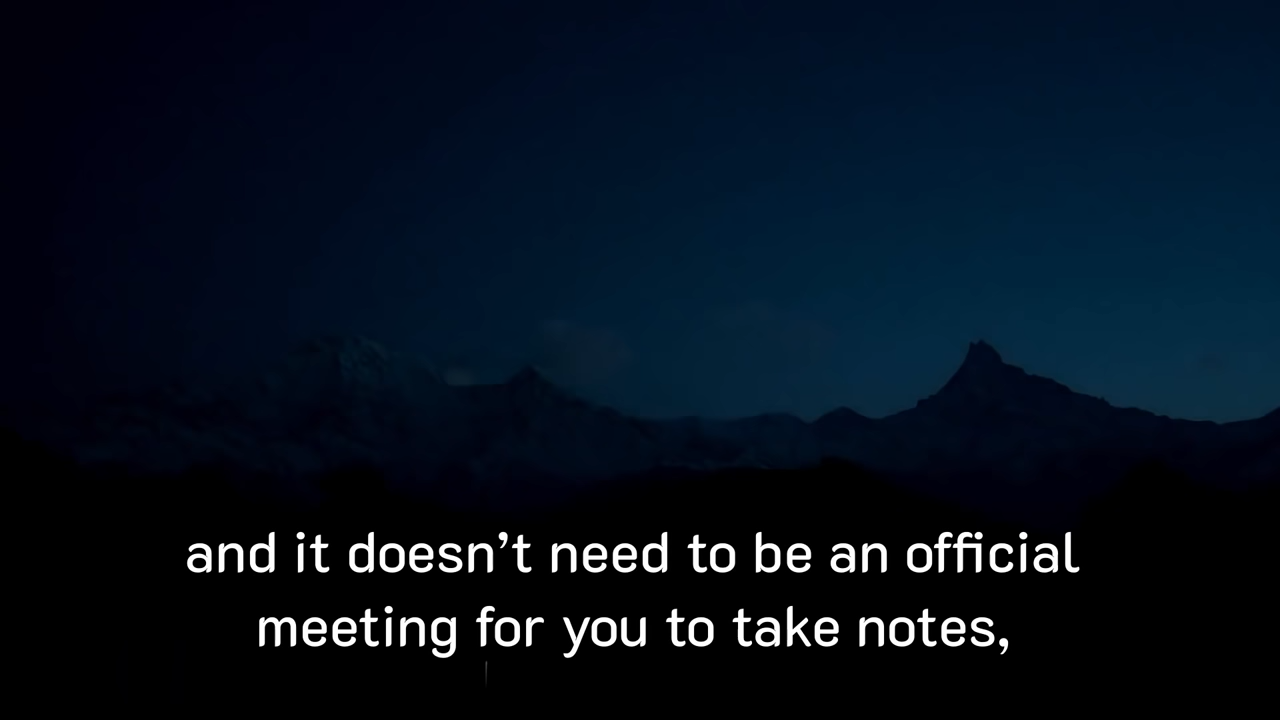 and it doesn’t need to be an official
meeting for you to take notes,